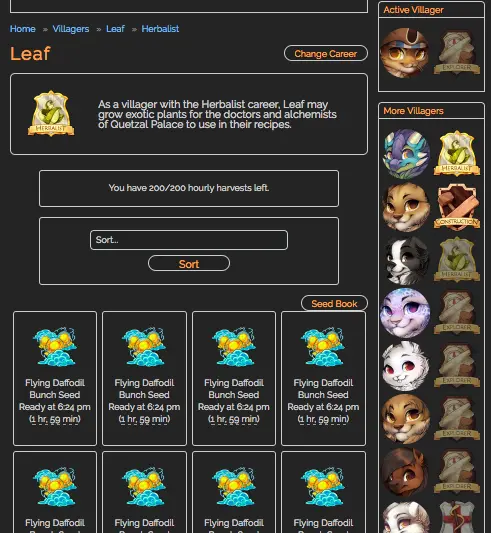 Home » Villagers » Leaf » Herbalist
Leaf
Change Career
HERBALIST
As a villager with the Herbalist career, Leaf may
grow exotic plants for the doctors and alchemists
of Quetzal Palace to use in their recipes.
You have 200/200 hourly harvests left.
Sort...
Sort
Seed Book
Flying Daffodil
Bunch Seed
Ready at 6:24 pm
(1 hr, 59 min)
Flying Daffodil
Bunch Seed
Ready at 6:24 pm
(1 hr, 59 min)
Flying Daffodil
Bunch Seed
Ready at 6:24 pm
(1 hr, 59 min)
Flying Daffodil
Bunch Seed
Ready at 6:24 pm
(1 hr, 59 min)
Flying Daffodil
Flying Daffodil
Flying Daffodil
Flying Daffodil
Active Villager
EXPLORER
More Villagers
HERBALIST
CONSTRUCTION
HERBALIST
EXPLORER
EXPLORER
EXPLORER
EXPLORER